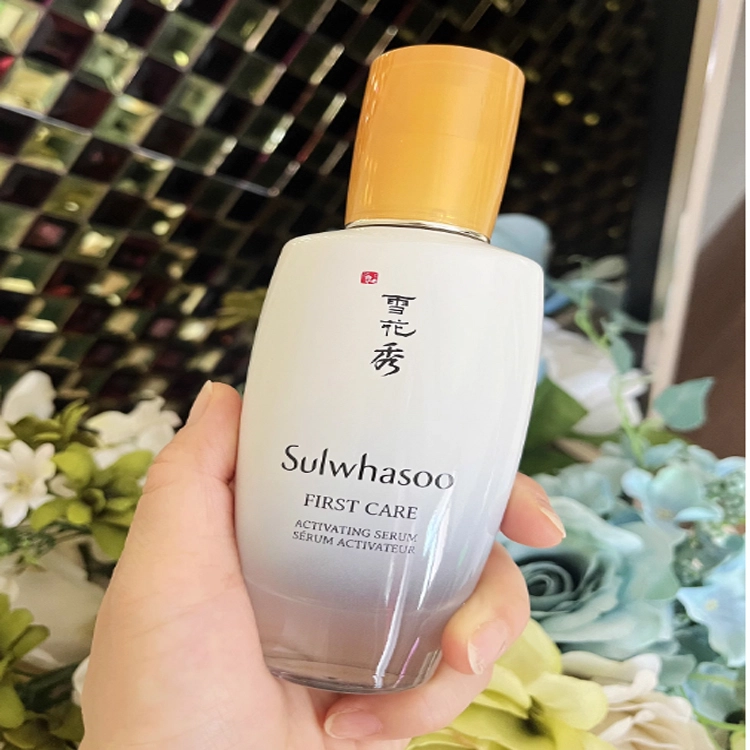 雪
花
秀
Sulwhasoo
FIRST CARE
ACTIVATING SERUM
SÉRUM ACTIVATEUR